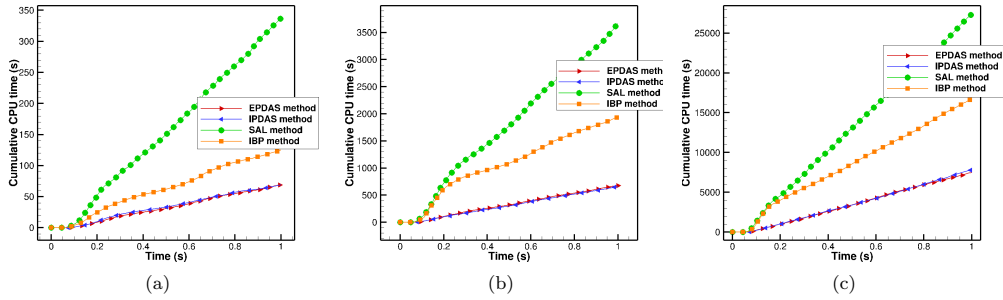 350
300
250
200
150
100
50
0
Cumulative CPU time (s)
EPDAS method
IPDAS method
SAL method
IBP method
0 0.2 0.4 0.6 0.8 1
Time (s)
(a)
3500
3000
2500
2000
1500
1000
500
0
Cumulative CPU time (s)
EPDAS meth
IPDAS method
SAL method
IBP method
0 0.2 0.4 0.6 0.8 1
Time (s)
(b)
25000
20000
15000
10000
5000
0
Cumulative CPU time (s)
EPDAS method
IPDAS method
SAL method
IBP method
0 0.2 0.4 0.6 0.8 1
Time (s)
(c)